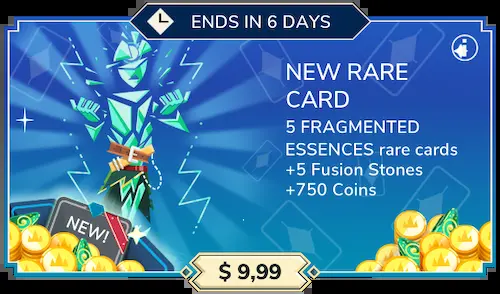 ENDS IN 6 DAYS
NEW RARE
CARD
5 FRAGMENTED
ESSENCES rare cards
+5 Fusion Stones
+750 Coins
NEW!
$ 9,99